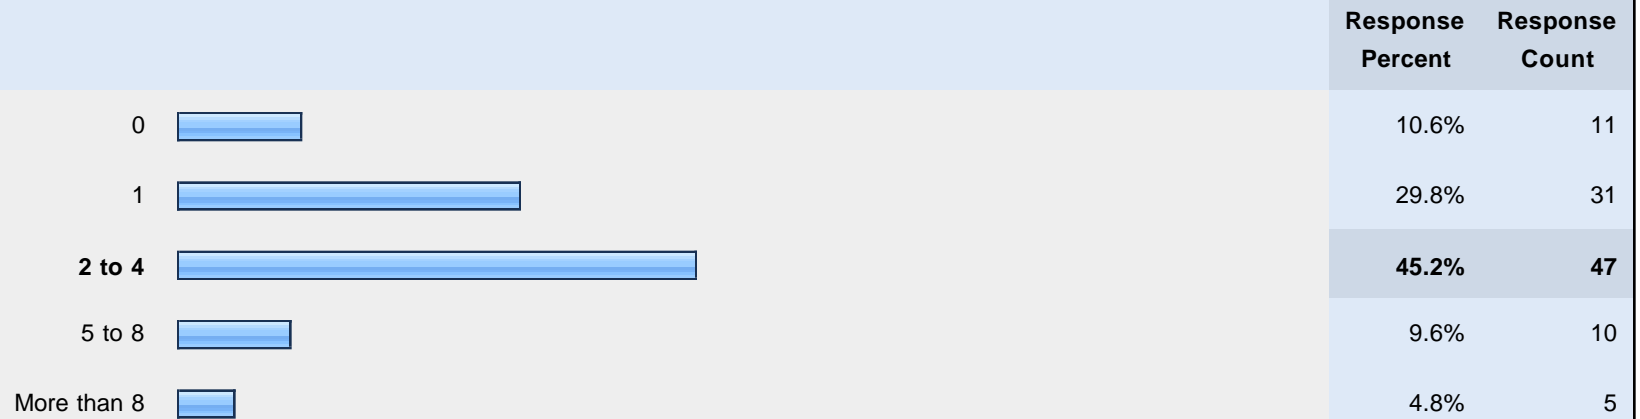 Response Percent Response Count
0 10.6% 11
1 29.8% 31
2 to 4 45.2% 47
5 to 8 9.6% 10
More than 8 4.8% 5